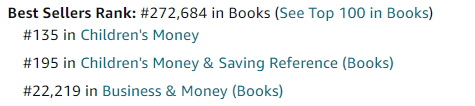 Best Sellers Rank: #272,684 in Books (See Top 100 in Books)
#135 in Children's Money
#195 in Children's Money & Saving Reference (Books)
#22,219 in Business & Money (Books)